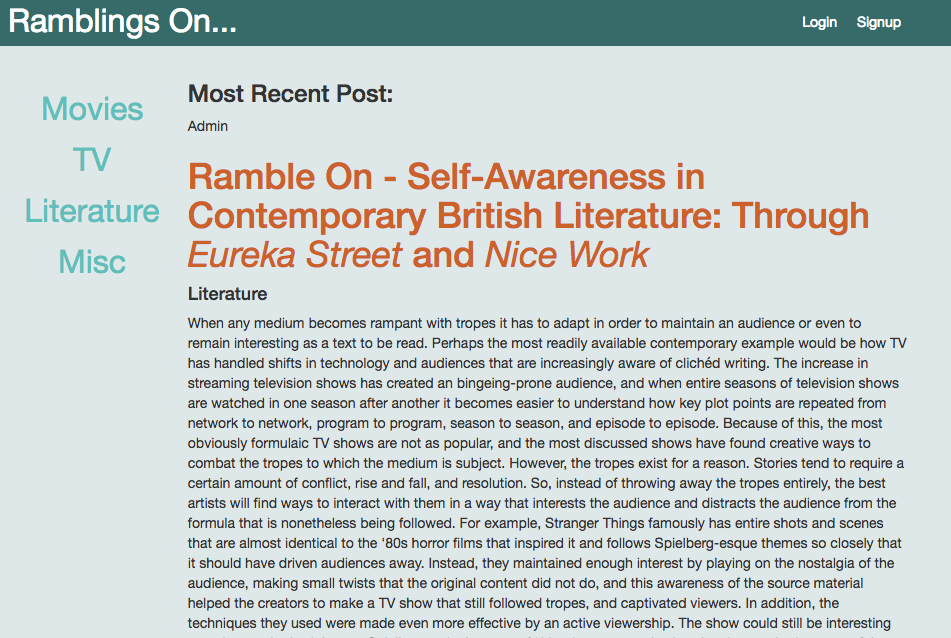 Ramblings On...
Login Signup
Movies
TV
Literature
Misc
Most Recent Post:
Admin
Ramble On - Self-Awareness in
Contemporary British Literature: Through
Eureka Street and Nice Work
Literature
When any medium becomes rampant with tropes it has to adapt in order to maintain an audience or even to
remain interesting as a text to be read. Perhaps the most readily available contemporary example would be how TV
has handled shifts in technology and audiences that are increasingly aware of clichéd writing. The increase in
streaming television shows has created an bingeing-prone audience, and when entire seasons of television shows
are watched in one season after another it becomes easier to understand how key plot points are repeated from
network to network, program to program, season to season, and episode to episode. Because of this, the most
obviously formulaic TV shows are not as popular, and the most discussed shows have found creative ways to
combat the tropes to which the medium is subject. However, the tropes exist for a reason. Stories tend to require a
certain amount of conflict, rise and fall, and resolution. So, instead of throwing away the tropes entirely, the best
artists will find ways to interact with them in a way that interests the audience and distracts the audience from the
formula that is nonetheless being followed. For example, Stranger Things famously has entire shots and scenes
that are almost identical to the '80s horror films that inspired it and follows Spielberg-esque themes so closely that
it should have driven audiences away. Instead, they maintained enough interest by playing on the nostalgia of the
audience, making small twists that the original content did not do, and this awareness of the source material
helped the creators to make a TV show that still followed tropes, and captivated viewers. In addition, the
techniques they used were made even more effective by an active viewership. The show could still be interesting